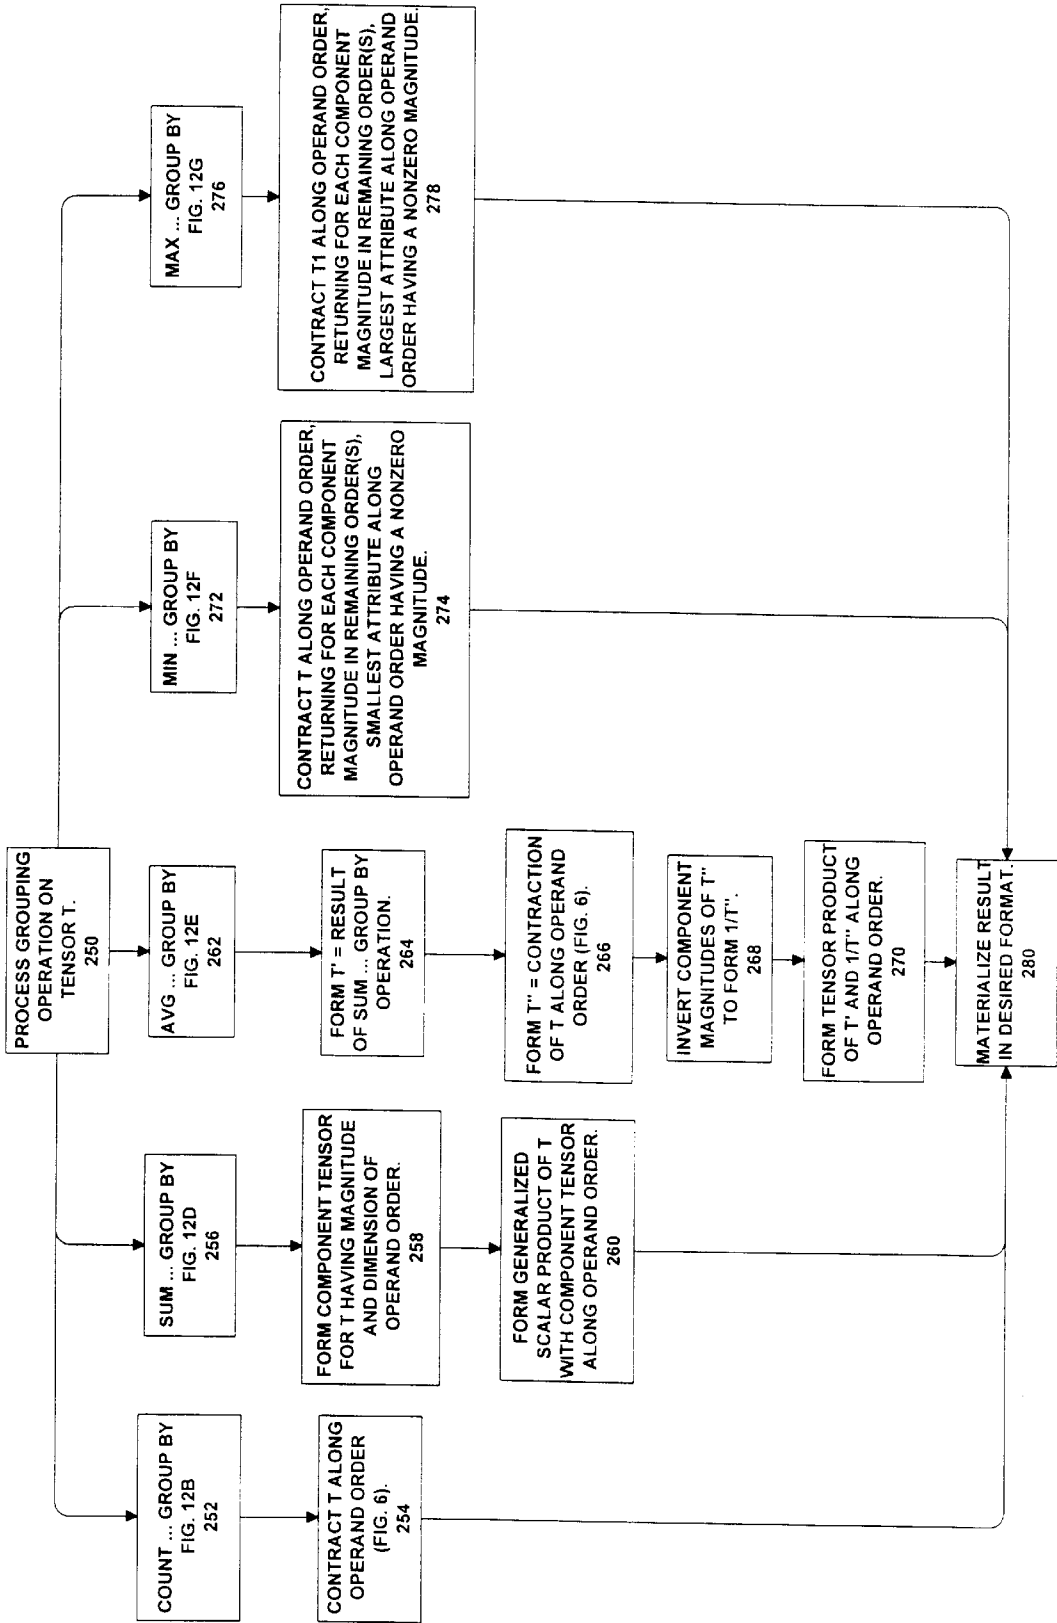 PROCESS GROUPING
OPERATION ON
TENSOR T.
250
COUNT ... GROUP BY
FIG. 12B
252
CONTRACT T ALONG
OPERAND ORDER
(FIG. 6).
254
SUM ... GROUP BY
FIG. 12D
256
FORM COMPONENT TENSOR
FOR T HAVING MAGNITUDE
AND DIMENSION OF
OPERAND ORDER.
258
FORM GENERALIZED
SCALAR PRODUCT OF T
WITH COMPONENT TENSOR
ALONG OPERAND ORDER.
260
AVG ... GROUP BY
FIG. 12E
262
FORM T' = RESULT
OF SUM ... GROUP BY
OPERATION.
264
FORM T" = CONTRACTION
OF T ALONG OPERAND
ORDER (FIG. 6).
266
INVERT COMPONENT
MAGNITUDES OF T"
TO FORM 1/T".
268
FORM TENSOR PRODUCT
OF T' AND 1/T" ALONG
OPERAND ORDER.
270
MIN ... GROUP BY
FIG. 12F
272
CONTRACT T ALONG OPERAND ORDER,
RETURNING FOR EACH COMPONENT
MAGNITUDE IN REMAINING ORDER(S),
SMALLEST ATTRIBUTE ALONG
OPERAND ORDER HAVING A NONZERO
MAGNITUDE.
274
MAX ... GROUP BY
FIG. 12G
276
CONTRACT T1 ALONG OPERAND ORDER,
RETURNING FOR EACH COMPONENT
MAGNITUDE IN REMAINING ORDER(S),
LARGEST ATTRIBUTE ALONG OPERAND
ORDER HAVING A NONZERO MAGNITUDE.
278
MATERIALIZE RESULT
IN DESIRED FORMAT.
280